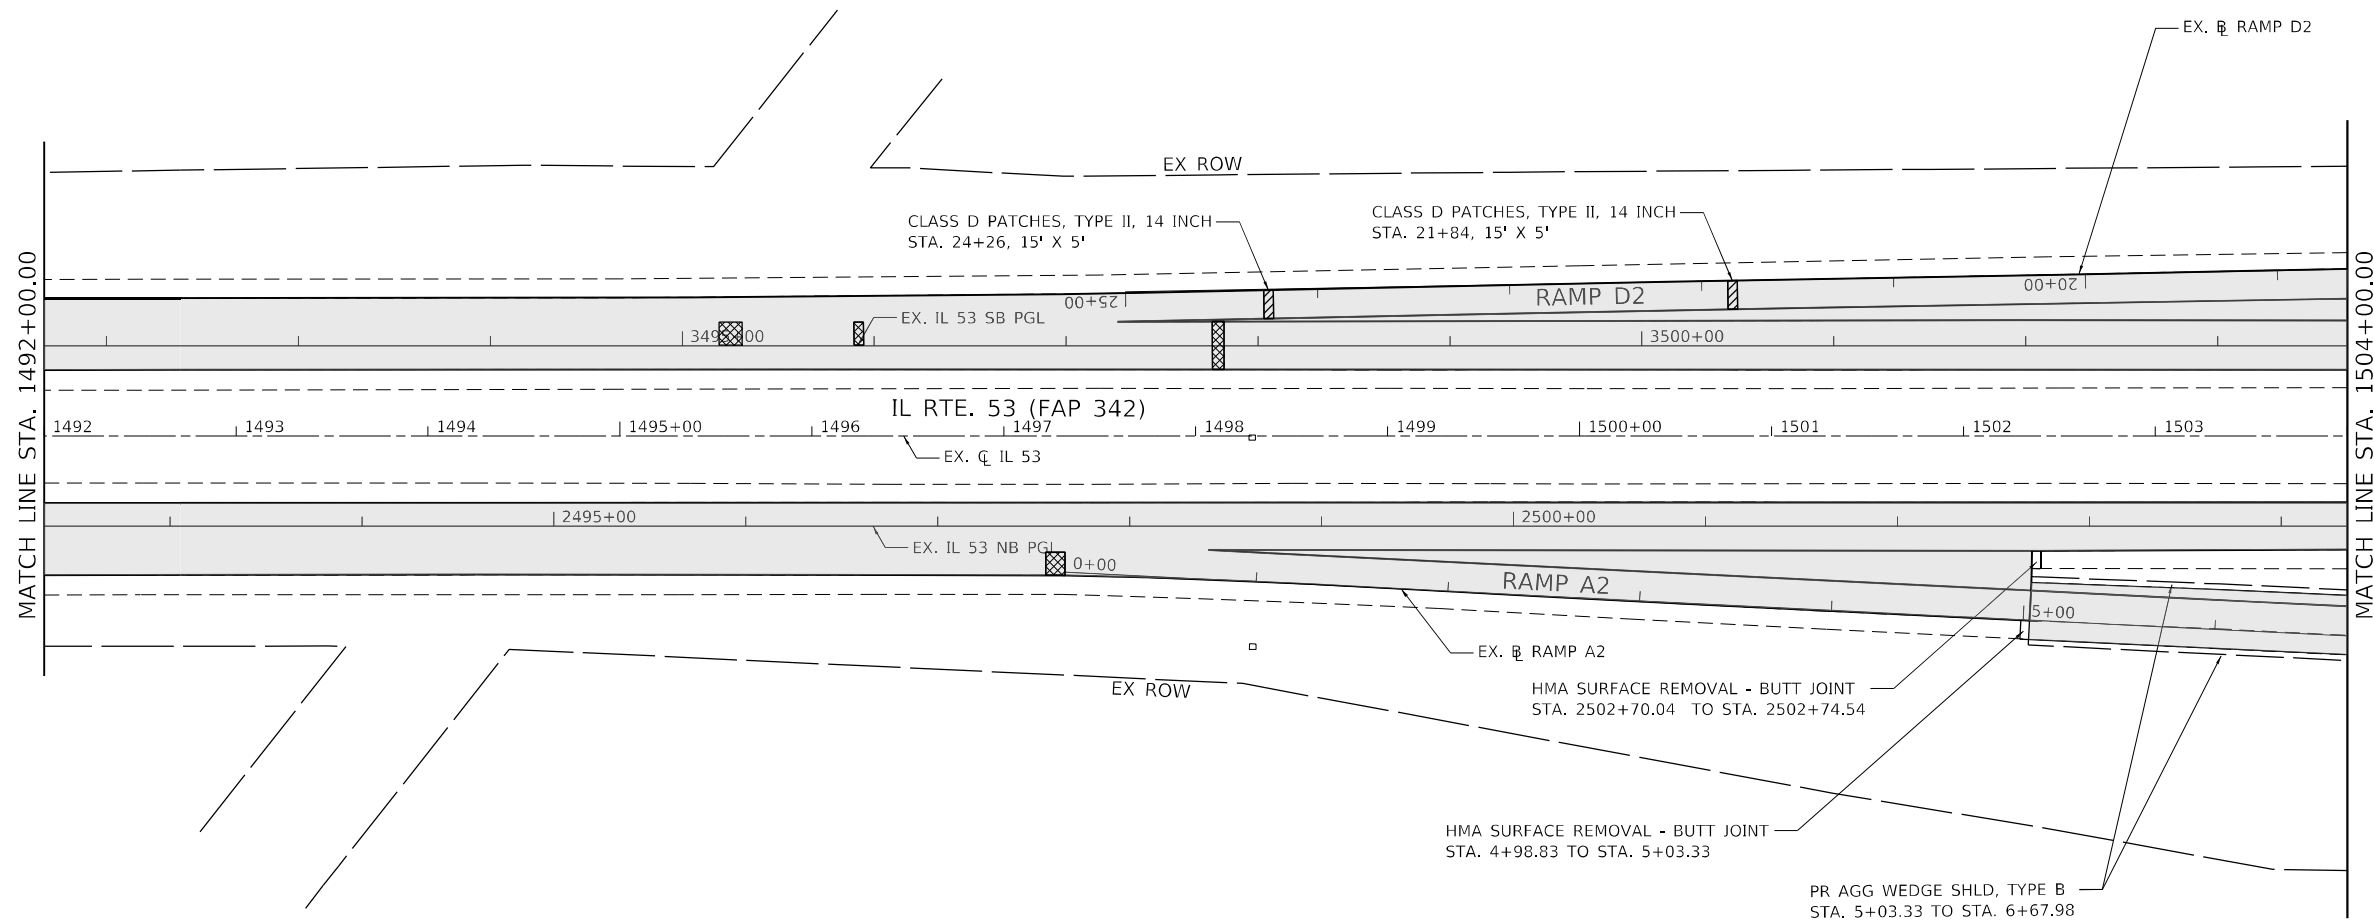 EX. ℄ RAMP D2
EX ROW
CLASS D PATCHES, TYPE II, 14 INCH
STA. 24+26, 15' X 5'
CLASS D PATCHES, TYPE II, 14 INCH
STA. 21+84, 15' X 5'
MATCH LINE STA. 1492+00.00
MATCH LINE STA. 1504+00.00
25+00
RAMP D2
20+00
EX. IL 53 SB PGL
3495+00
3500+00
IL RTE. 53 (FAP 342)
1492
1493
1494
1495+00
1496
1497
1498
1499
1500+00
1501
1502
1503
EX. ℄ IL 53
2495+00
2500+00
EX. IL 53 NB PGL
0+00
RAMP A2
5+00
EX. ℄ RAMP A2
EX ROW
HMA SURFACE REMOVAL - BUTT JOINT
STA. 2502+70.04 TO STA. 2502+74.54
HMA SURFACE REMOVAL - BUTT JOINT
STA. 4+98.83 TO STA. 5+03.33
PR AGG WEDGE SHLD, TYPE B
STA. 5+03.33 TO STA. 6+67.98